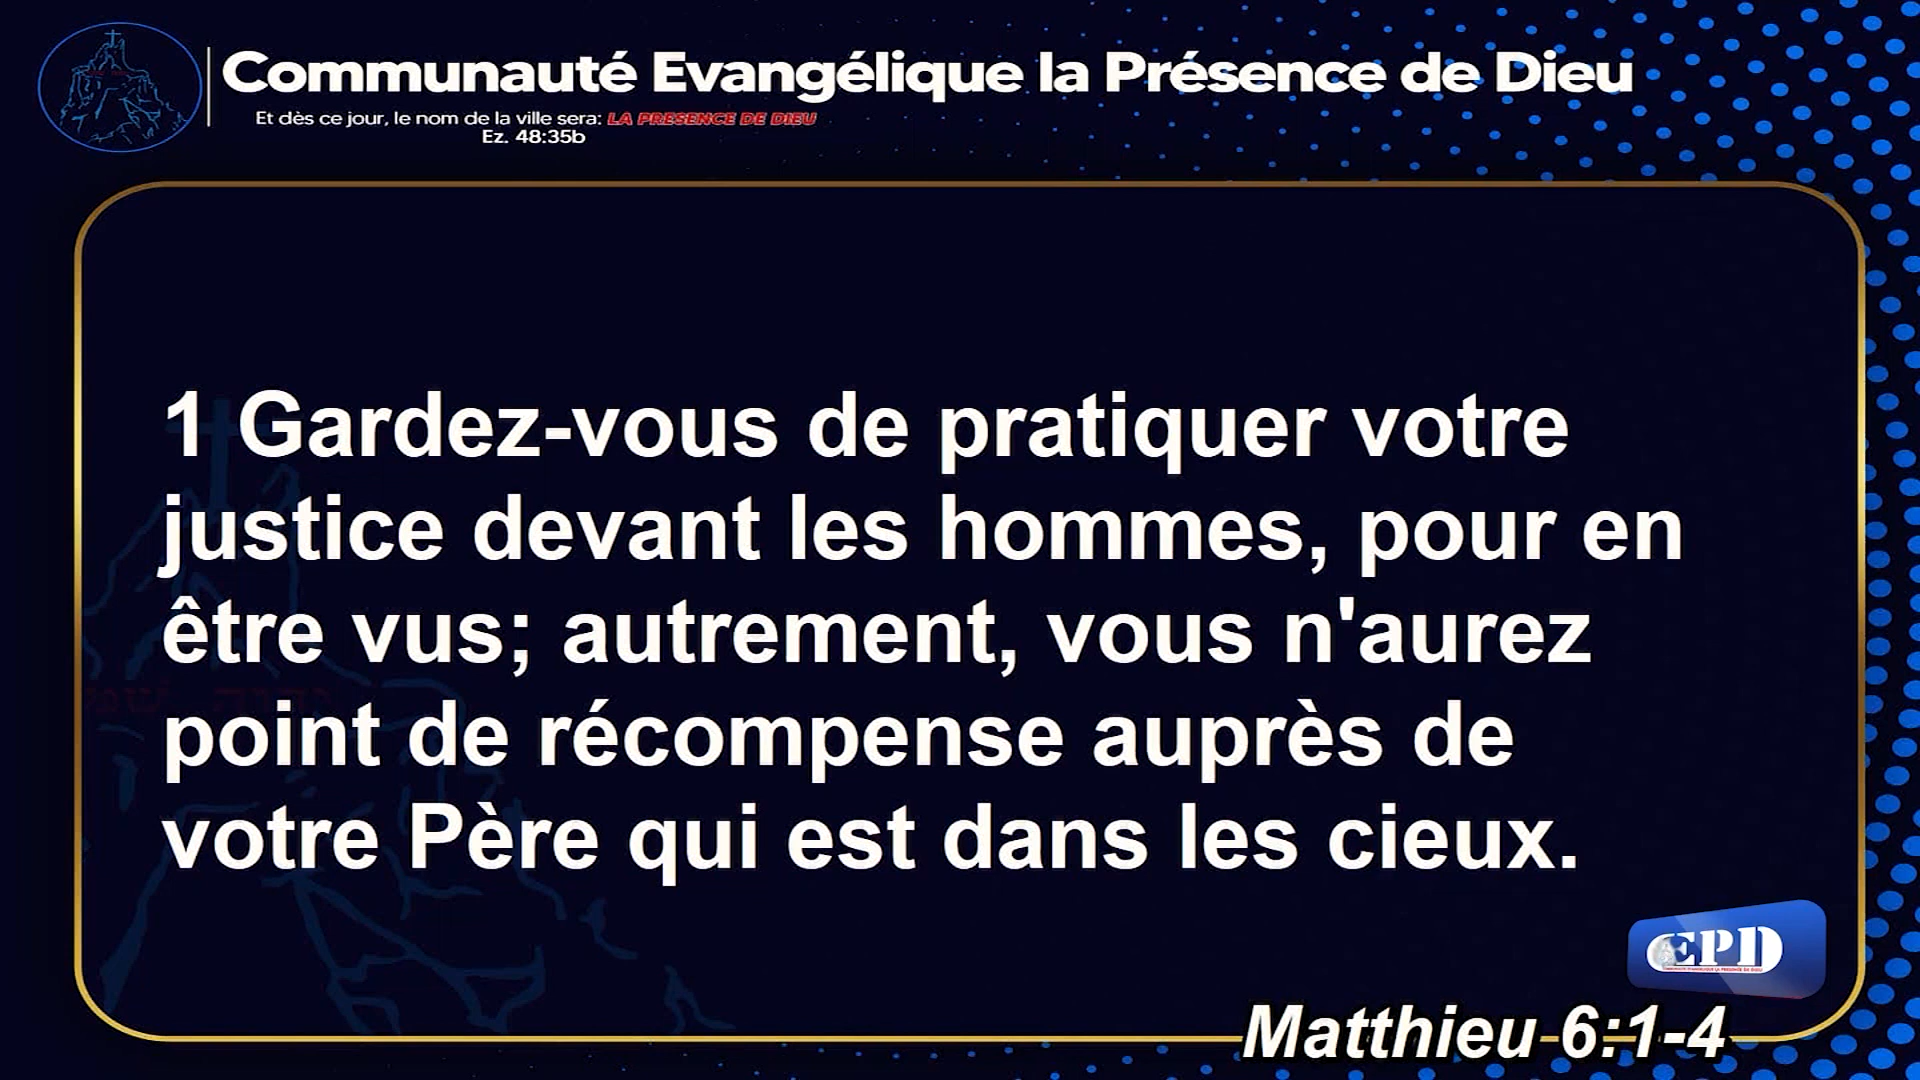 Communauté Evangélique la Présence de Dieu
Et dès ce jour, le nom de la ville sera: LA PRESENCE DE DIEU
Ez. 48:35b
1 Gardez-vous de pratiquer votre
justice devant les hommes, pour en
être vus; autrement, vous n'aurez
point de récompense auprès de
votre Père qui est dans les cieux.
CEPD
Matthieu 6:1-4